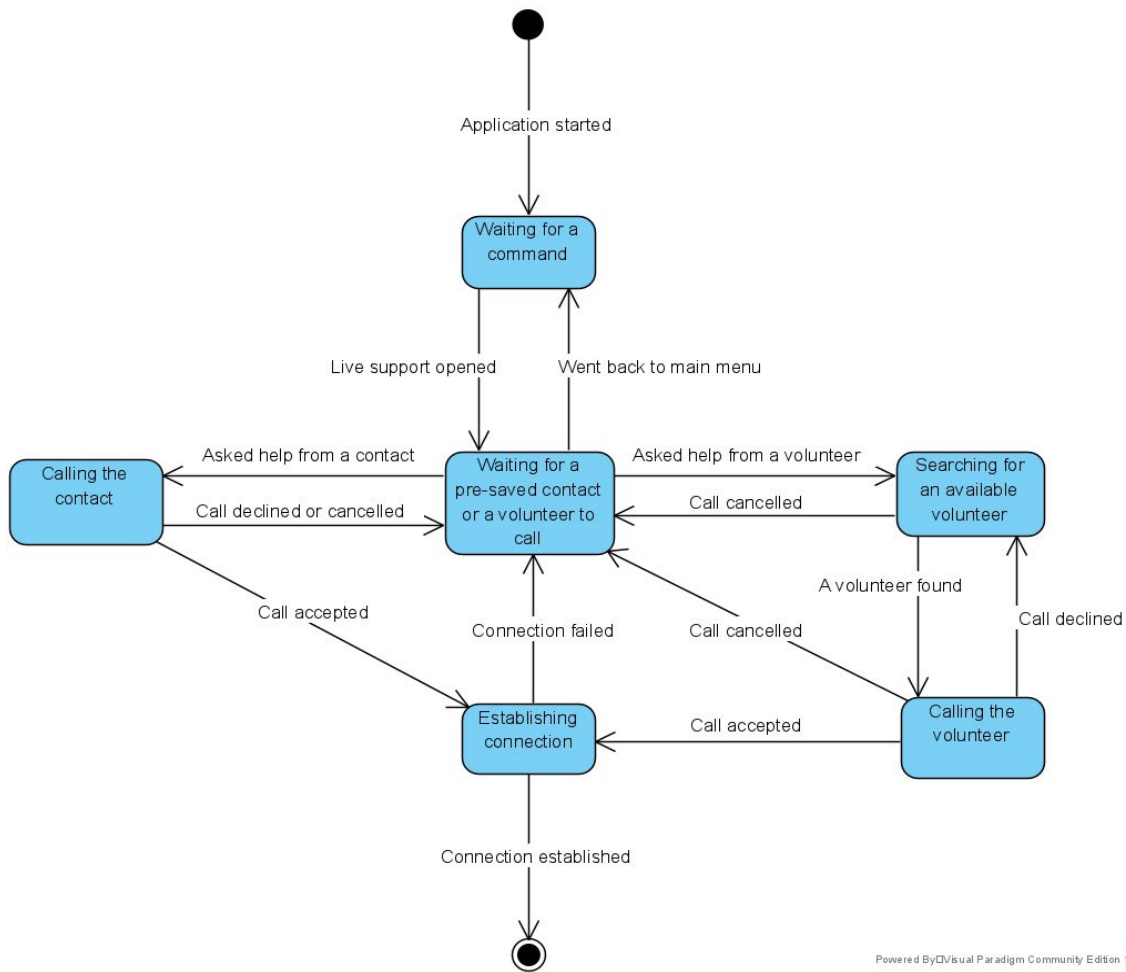 Application started
Waiting for a
command
Live support opened
Went back to main menu
Calling the
contact
Asked help from a contact
Waiting for a
pre-saved contact
or a volunteer to
call
Asked help from a volunteer
Searching for
an available
volunteer
Call declined or cancelled
Call cancelled
A volunteer found
Call accepted
Connection failed
Call cancelled
Call declined
Establishing
connection
Call accepted
Calling the
volunteer
Connection established
Powered By□Visual Paradigm Community Edition